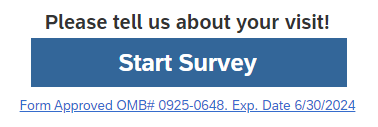 Please tell us about your visit!
Start Survey
Form Approved OMB# 0925-0648. Exp. Date 6/30/2024